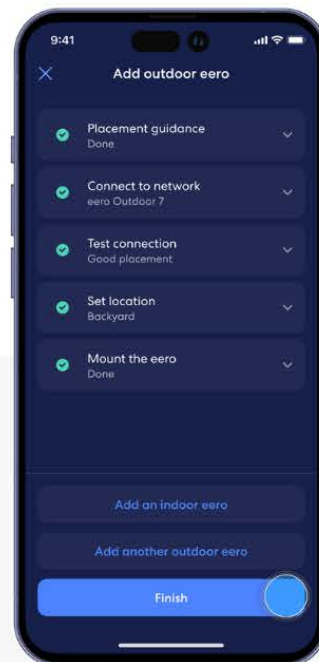 9:41
Add outdoor eero
Placement guidance
Done
Connect to network
eero Outdoor 7
Test connection
Good placement
Set location
Backyard
Mount the eero
Done
Add an indoor eero
Add another outdoor eero
Finish